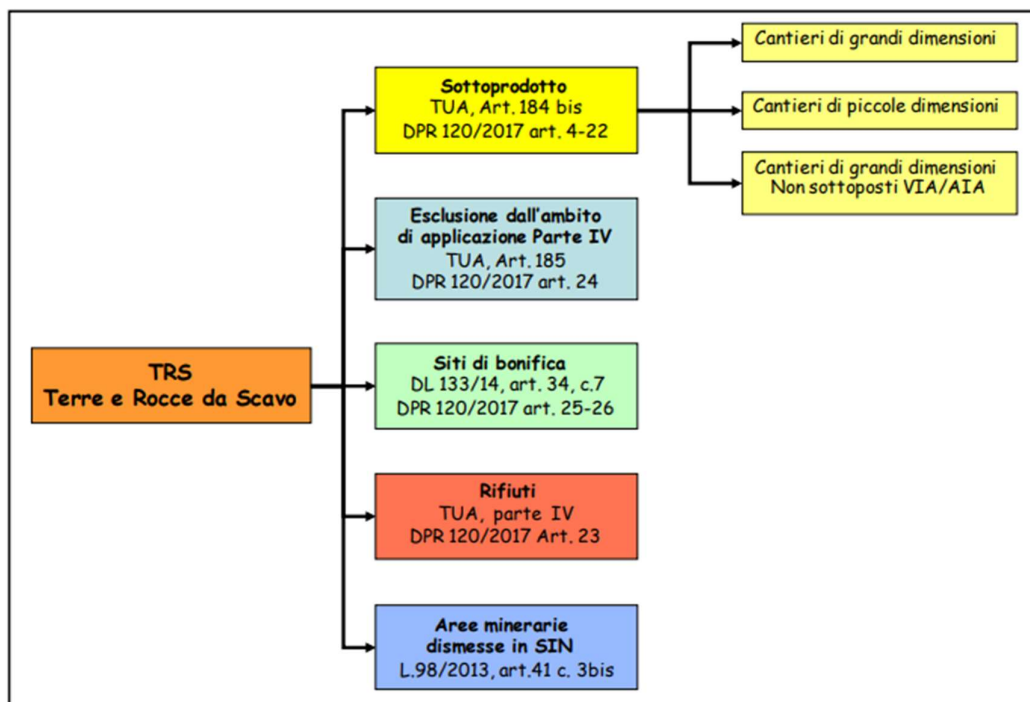 TRS
Terre e Rocce da Scavo
Sottoprodotto
TUA, Art. 184 bis
DPR 120/2017 art. 4-22
Cantieri di grandi dimensioni
Cantieri di piccole dimensioni
Cantieri di grandi dimensioni
Non sottoposti VIA/AIA
Esclusione dall'ambito
di applicazione Parte IV
TUA, Art. 185
DPR 120/2017 art. 24
Siti di bonifica
DL 133/14, art. 34, c.7
DPR 120/2017 art. 25-26
Rifiuti
TUA, parte IV
DPR 120/2017 Art. 23
Aree minerarie
dismesse in SIN
L.98/2013, art.41 c. 3bis